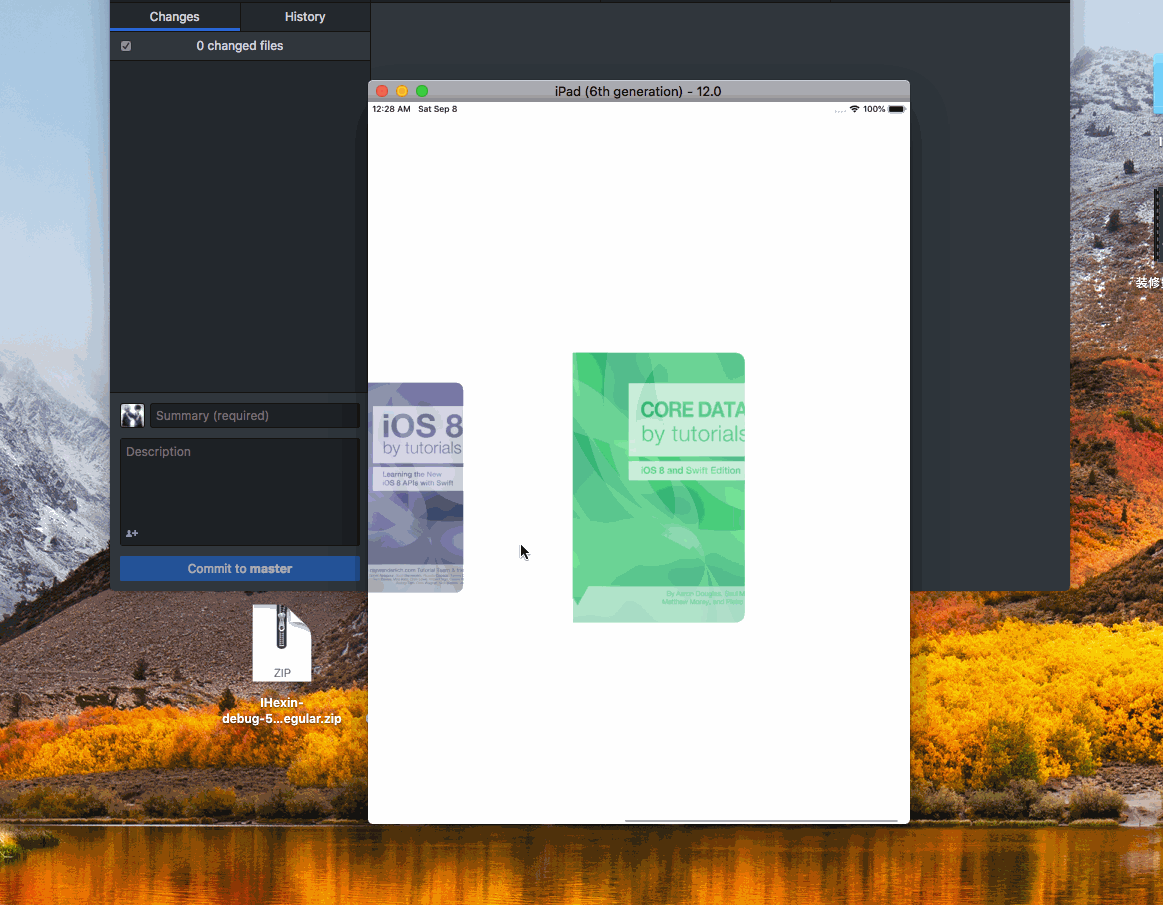 Changes
History
0 changed files
iPad (6th generation) - 12.0
12:28 AM Sat Sep 8
100%
iOS 8
by tutorials
Learning the New
iOS 8 APIs with Swift
CORE DATA
by tutorials
iOS 8 and Swift Edition
By Aaron Douglas, Saul M
Matthew Morey, and Pietro
Summary (required)
Description
Commit to master
ZIP
IHexin-
debug-5...egular.zip
装修